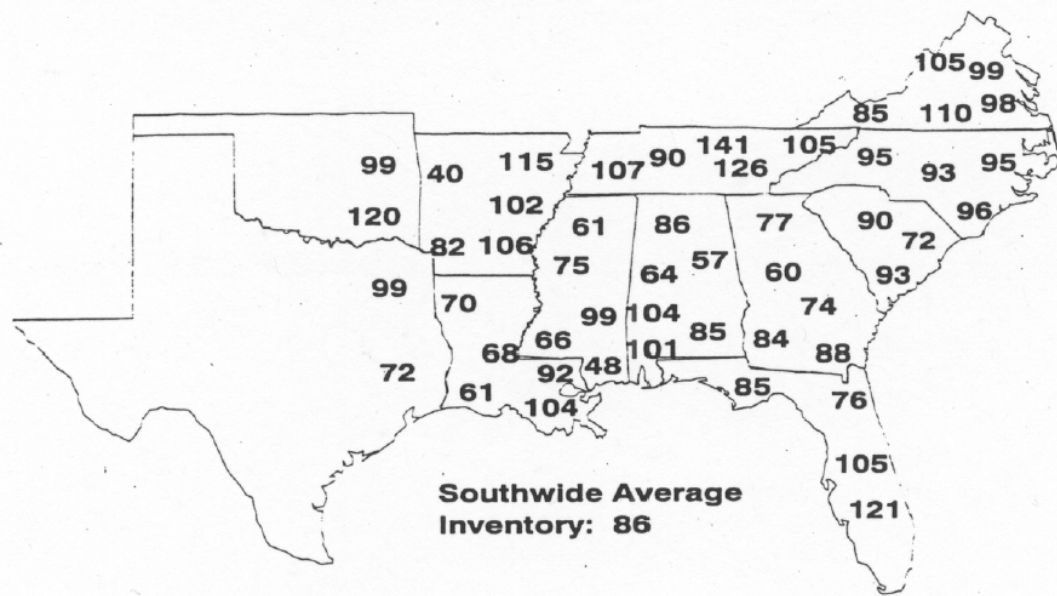 105 99
85 110 98
99 40 115 107 90 141 126 105 95 93 95
120 102 61 86 77 90 96
82 106 75 64 57 60 72
99 70 99 104 74 93
72 68 66 48 101 85 84 88
61 92 85 76
104
105
121
Southwide Average
Inventory: 86